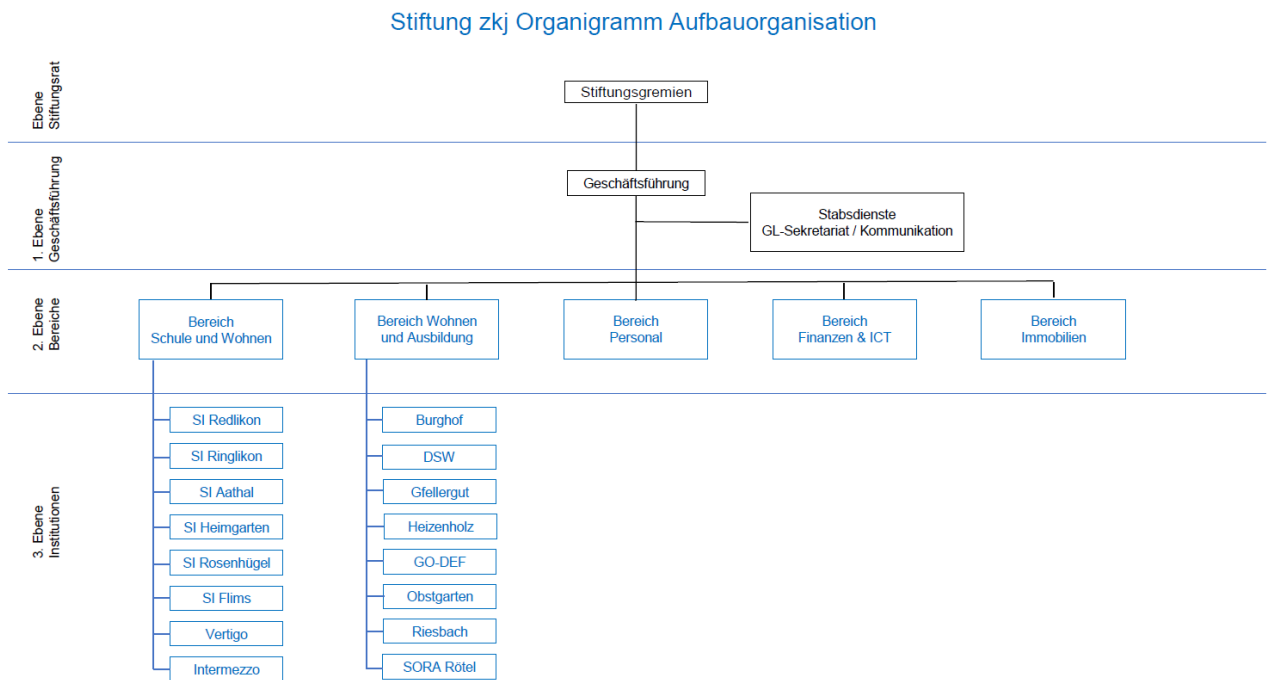 Stiftung zkj Organigramm Aufbauorganisation
Ebene
Stiftungsrat
Stiftungsgremien
1. Ebene
Geschäftsführung
Geschäftsführung
Stabsdienste
GL-Sekretariat / Kommunikation
2. Ebene
Bereiche
Bereich
Schule und Wohnen
Bereich Wohnen
und Ausbildung
Bereich
Personal
Bereich
Finanzen & ICT
Bereich
Immobilien
3. Ebene
Institutionen
SI Redlikon
SI Ringlikon
SI Aathal
SI Heimgarten
SI Rosenhügel
SI Flims
Vertigo
Intermezzo
Burghof
DSW
Gfellergut
Heizenholz
GO-DEF
Obstgarten
Riesbach
SORA Rötel